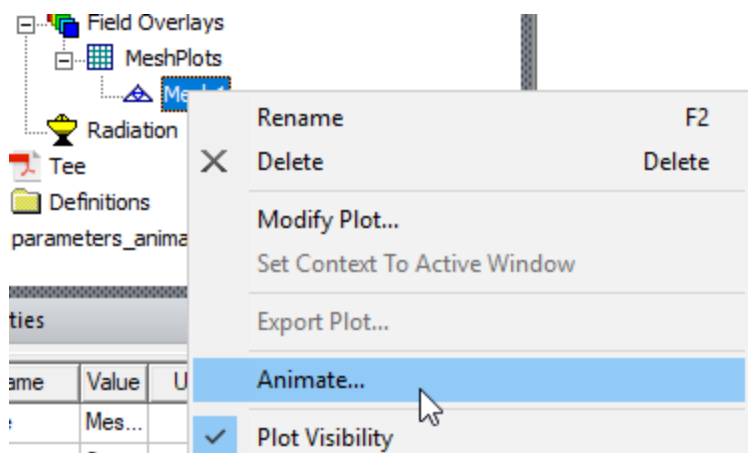 Field Overlays
MeshPlots
Radiation
Tee
Definitions
parameters_anima
Rename F2
Delete Delete
Modify Plot...
Set Context To Active Window
Export Plot...
Animate...
Plot Visibility
ties
ame Value U
Mes...